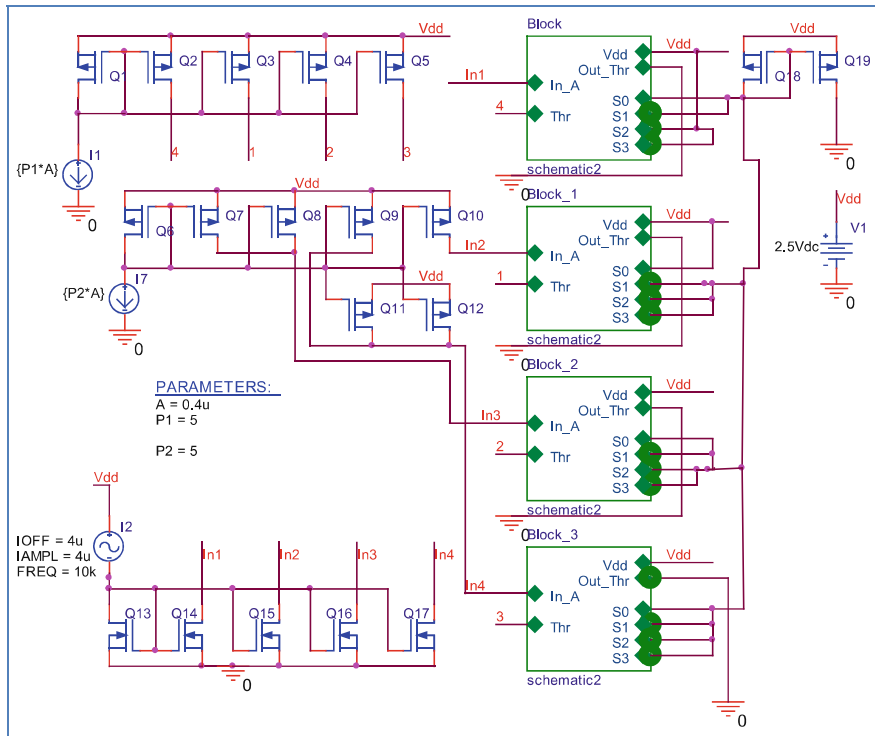 Vdd
Q1
Q2
Q3
Q4
Q5
{P1*A}
I1
0
4
1
2
3
Vdd
Q6
Q7
Q8
Q9
Q10
{P2*A}
I7
0
Vdd
Q11
Q12
In2
PARAMETERS:
A = 0.4u
P1 = 5
P2 = 5
Vdd
I2
IOFF = 4u
IAMPL = 4u
FREQ = 10k
In1
In2
In3
In4
Q13
Q14
Q15
Q16
Q17
0
Block
In1
In_A
4
Thr
Vdd
Out_Thr
S0
S1
S2
S3
Vdd
schematic2
0
Block_1
In_A
1
Thr
Vdd
Out_Thr
S0
S1
S2
S3
Vdd
schematic2
0
Block_2
In3
In_A
2
Thr
Vdd
Out_Thr
S0
S1
S2
S3
Vdd
schematic2
0
Block_3
In4
In_A
3
Thr
Vdd
Out_Thr
S0
S1
S2
S3
Vdd
schematic2
0
Vdd
Q18
Q19
0
Vdd
V1
2.5Vdc
0